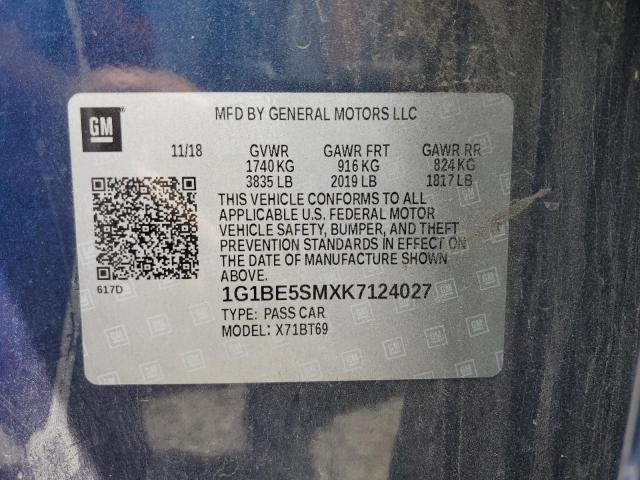 GM
MFD BY GENERAL MOTORS LLC
11/18 GVWR GAWR FRT GAWR RR
1740 KG 916 KG 824 KG
3835 LB 2019 LB 1817 LB
THIS VEHICLE CONFORMS TO ALL
APPLICABLE U.S. FEDERAL MOTOR
VEHICLE SAFETY, BUMPER, AND THEFT
PREVENTION STANDARDS IN EFFECT ON
THE DATE OF MANUFACTURE SHOWN
ABOVE.
617D
1G1BE5SMXK7124027
TYPE: PASS CAR
MODEL: X71BT69